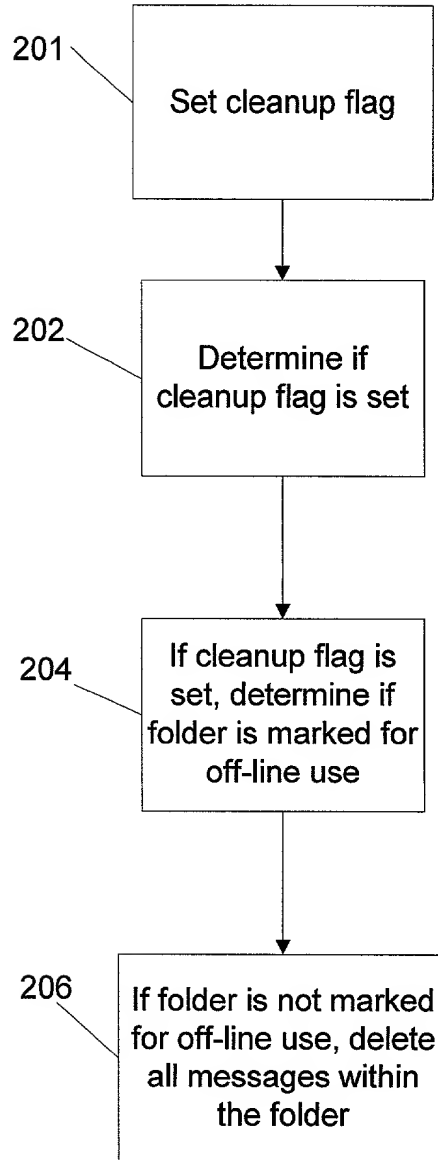 201
Set cleanup flag
202
Determine if
cleanup flag is set
204
If cleanup flag is
set, determine if
folder is marked for
off-line use
206
If folder is not marked
for off-line use, delete
all messages within
the folder